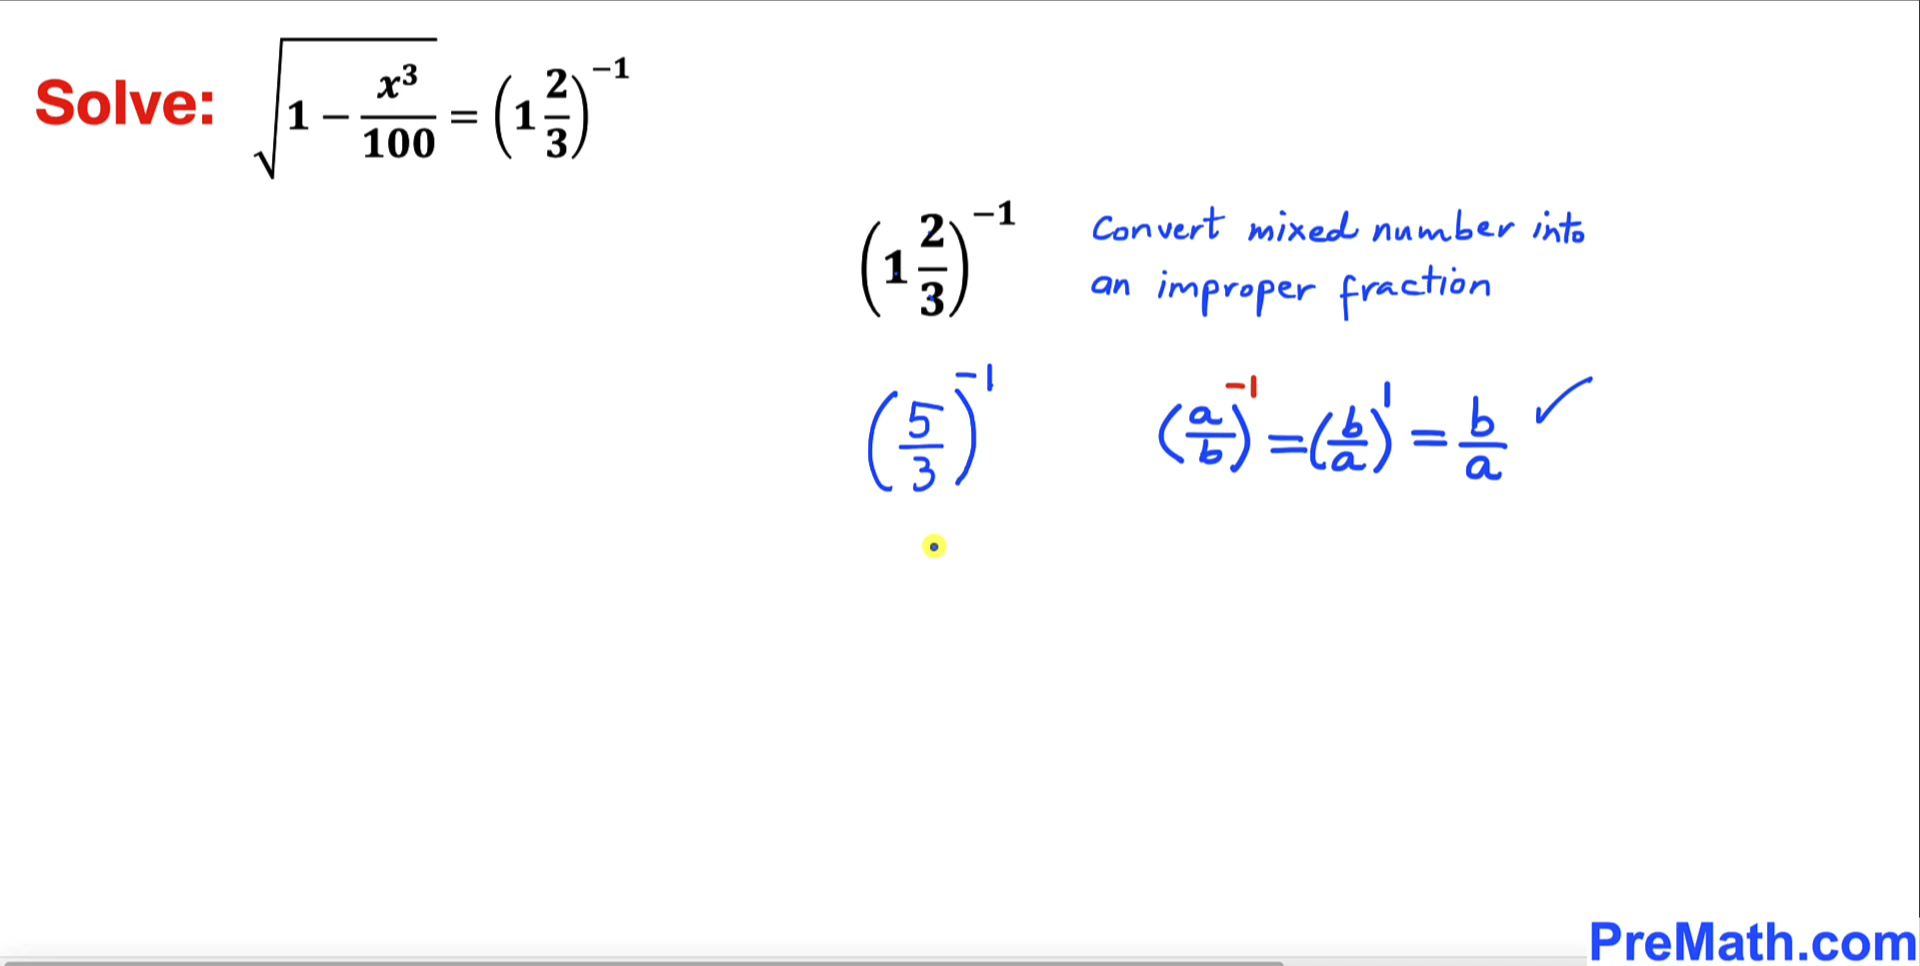 Solve: √(1 − x³/100) = (1 2/3)⁻¹
(1 2/3)⁻¹ Convert mixed number into
an improper fraction
(5/3)⁻¹ (a/b)⁻¹ = (b/a)¹ = b/a ✓
PreMath.com